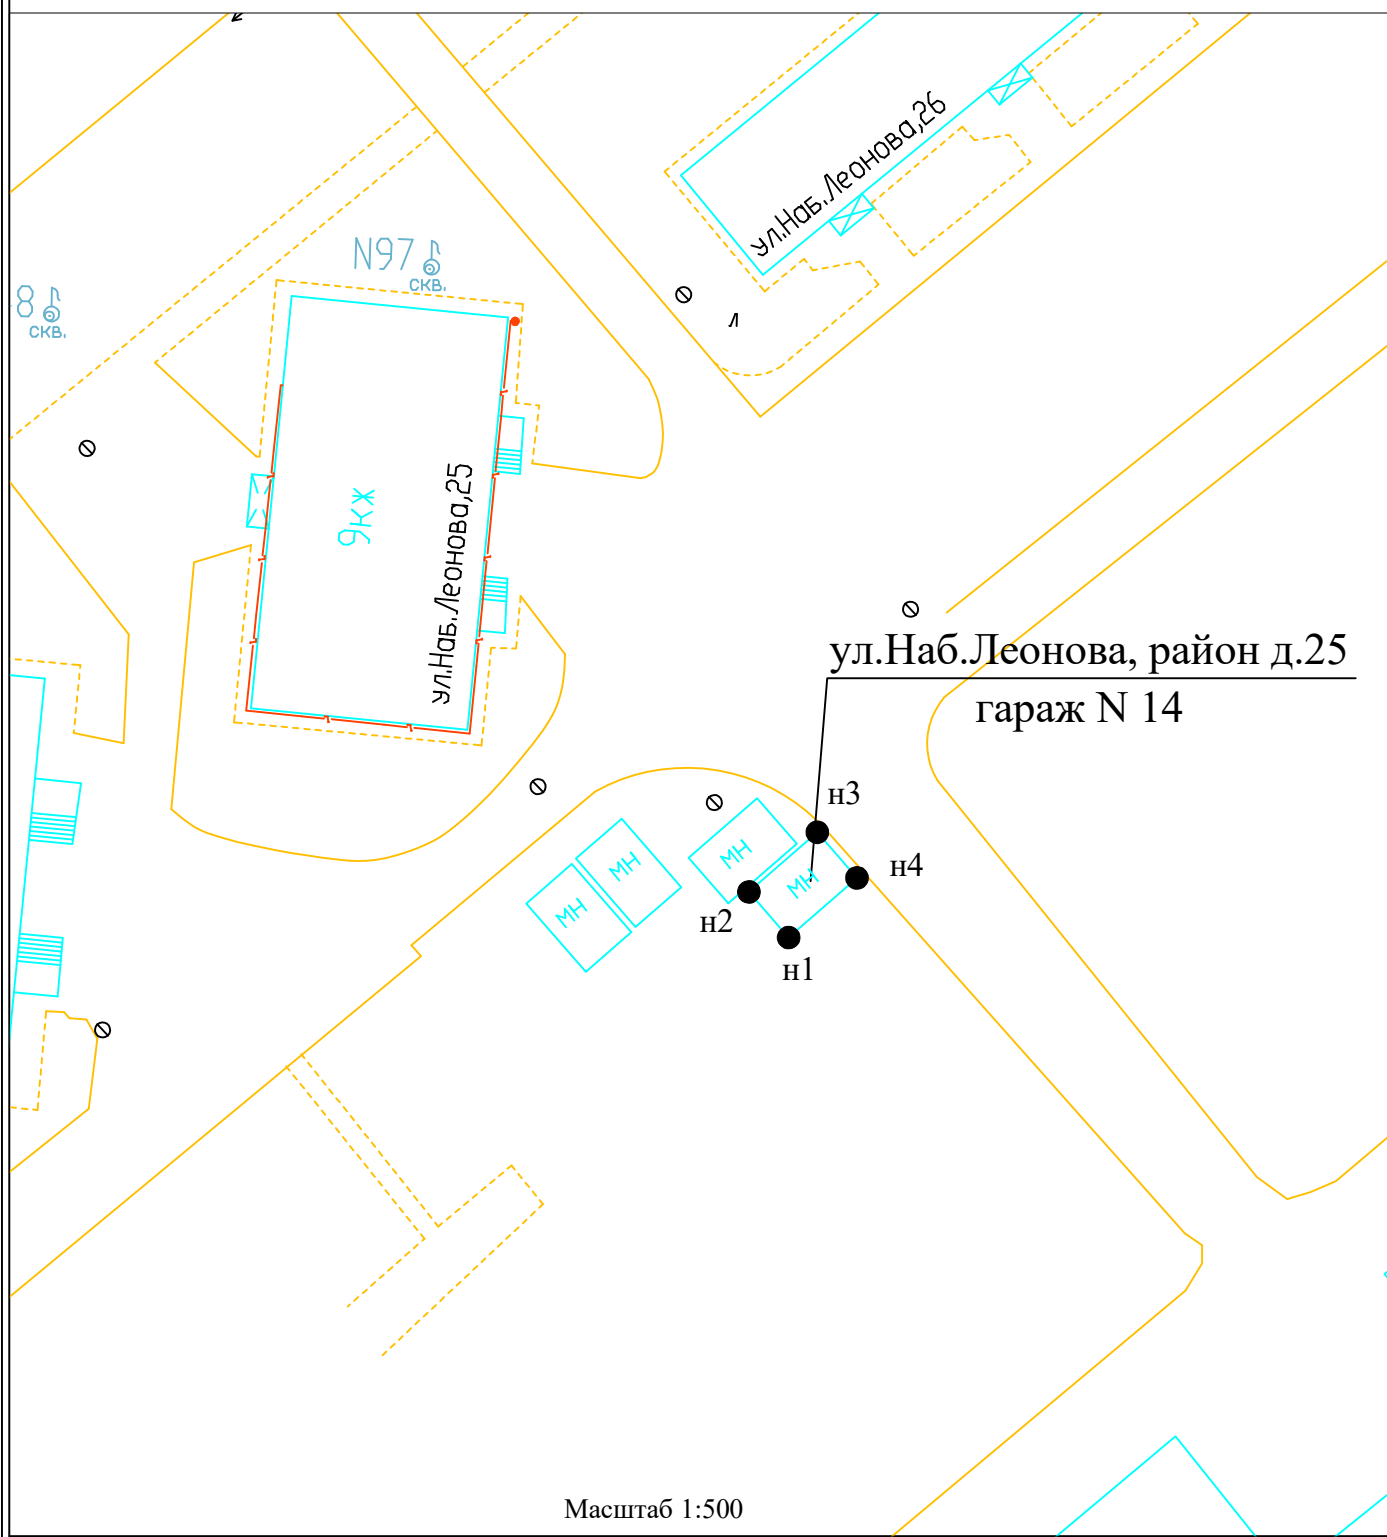 ул.Наб.Леонова,26
N97
скв.
8
скв.
л
9кж
ул.Наб.Леонова,25
ул.Наб.Леонова, район д.25
гараж N 14
н3
н4
н2
н1
МН
МН
МН
МН
Масштаб 1:500